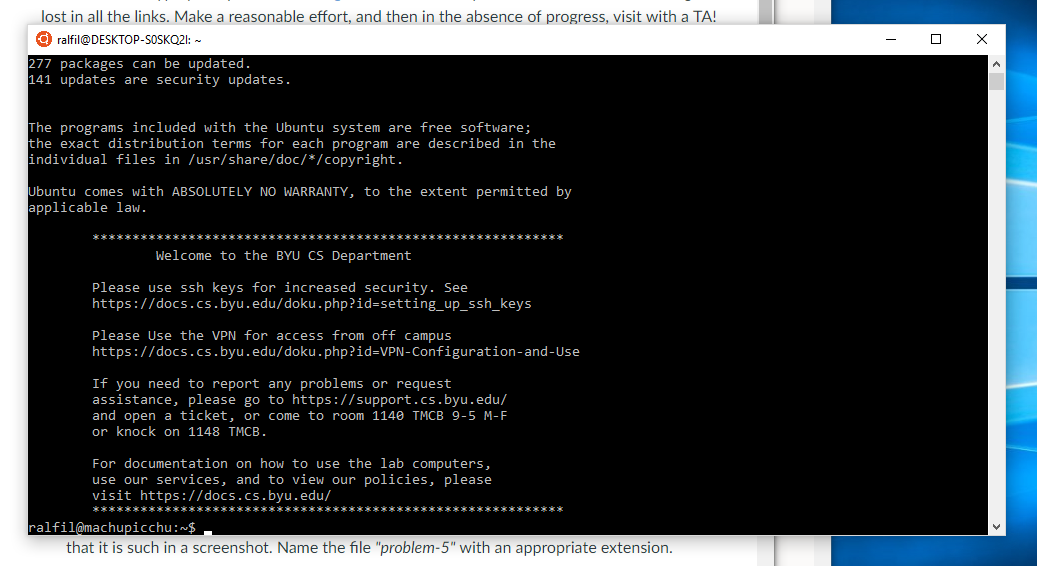 lost in all the links. Make a reasonable effort, and then in the absence of progress, visit with a TA!
ralfil@DESKTOP-S0SKQ2I: ~
277 packages can be updated.
141 updates are security updates.
The programs included with the Ubuntu system are free software;
the exact distribution terms for each program are described in the
individual files in /usr/share/doc/*/copyright.
Ubuntu comes with ABSOLUTELY NO WARRANTY, to the extent permitted by
applicable law.
***********************************************************
Welcome to the BYU CS Department
Please use ssh keys for increased security. See
https://docs.cs.byu.edu/doku.php?id=setting_up_ssh_keys
Please Use the VPN for access from off campus
https://docs.cs.byu.edu/doku.php?id=VPN-Configuration-and-Use
If you need to report any problems or request
assistance, please go to https://support.cs.byu.edu/
and open a ticket, or come to room 1140 TMCB 9-5 M-F
or knock on 1148 TMCB.
For documentation on how to use the lab computers,
use our services, and to view our policies, please
visit https://docs.cs.byu.edu/
***********************************************************
ralfil@machupicchu:~$
that it is such in a screenshot. Name the file "problem-5" with an appropriate extension.